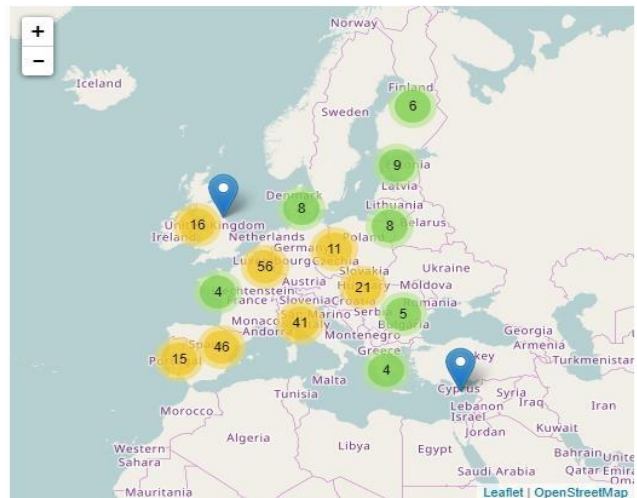 +
−
Norway
Iceland
Finland
6
Sweden
9
Latvia
Denmark
8
Lithuania
8
Belarus
16
United Kingdom
Ireland
Netherlands
11
Poland
56
Slovakia
Ukraine
Austria
21
Moldova
4
France
Slovenia
Croatia
Romania
5
Monaco
41
Serbia
Andorra
Italy
Bulgaria
Montenegro
Georgia
46
Greece
Armenia
15
Portugal
4
Turkmenistan
Malta
Cyprus
Syria
Tunisia
Lebanon
Iraq
Iran
Morocco
Israel
Jordan
Kuwait
Algeria
Libya
Egypt
Western
Sahara
Bahrain
Saudi Arabia
Qatar
Mauritania
Leaflet | OpenStreetMap